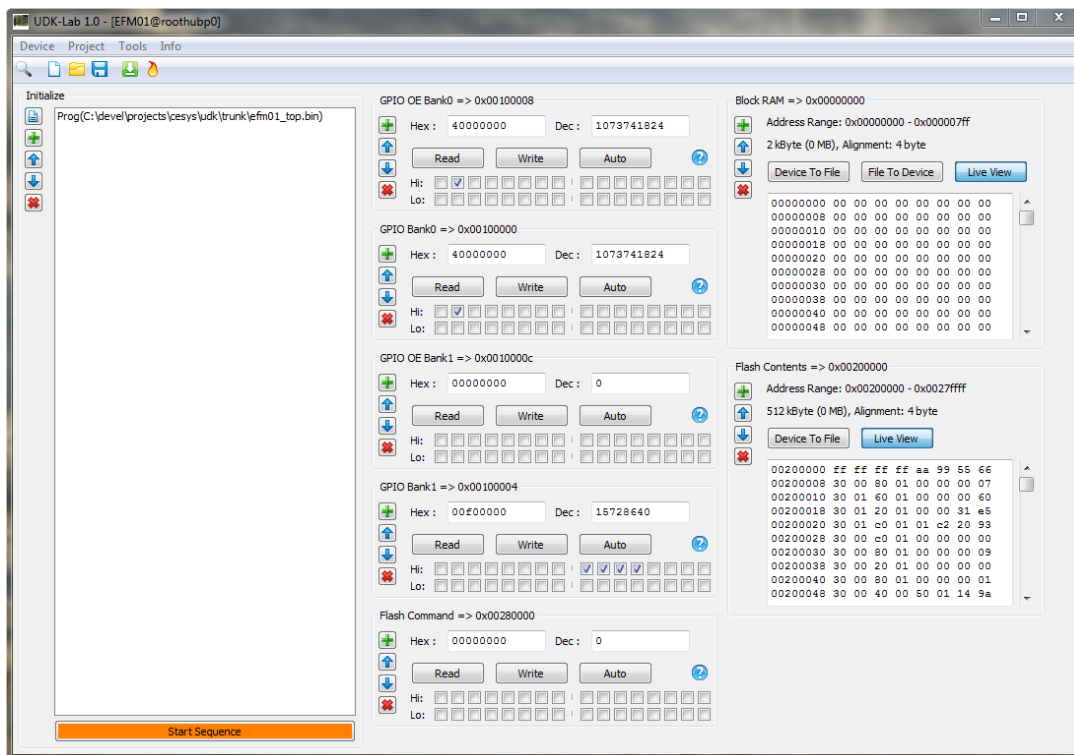 UDK-Lab 1.0 - [EFM01@roothubp0]
Device Project Tools Info
Initialize
Prog(C:\devel\projects\cesys\udk\trunk\efm01_top.bin)
Start Sequence
GPIO OE Bank0 => 0x00100008
Hex : 40000000 Dec : 1073741824
Read Write Auto
Hi:
Lo:
GPIO Bank0 => 0x00100000
Hex : 40000000 Dec : 1073741824
Read Write Auto
Hi:
Lo:
GPIO OE Bank1 => 0x0010000c
Hex : 00000000 Dec : 0
Read Write Auto
Hi:
Lo:
GPIO Bank1 => 0x00100004
Hex : 00f00000 Dec : 15728640
Read Write Auto
Hi:
Lo:
Flash Command => 0x00280000
Hex : 00000000 Dec : 0
Read Write Auto
Hi:
Lo:
Block RAM => 0x00000000
Address Range: 0x00000000 - 0x000007ff
2 kByte (0 MB), Alignment: 4 byte
Device To File File To Device Live View
00000000 00 00 00 00 00 00 00 00
00000008 00 00 00 00 00 00 00 00
00000010 00 00 00 00 00 00 00 00
00000018 00 00 00 00 00 00 00 00
00000020 00 00 00 00 00 00 00 00
00000028 00 00 00 00 00 00 00 00
00000030 00 00 00 00 00 00 00 00
00000038 00 00 00 00 00 00 00 00
00000040 00 00 00 00 00 00 00 00
00000048 00 00 00 00 00 00 00 00
Flash Contents => 0x00200000
Address Range: 0x00200000 - 0x0027ffff
512 kByte (0 MB), Alignment: 4 byte
Device To File Live View
00200000 ff ff ff ff aa 99 55 66
00200008 30 00 80 01 00 00 00 07
00200010 30 01 60 01 00 00 00 60
00200018 30 01 20 01 00 00 31 e5
00200020 30 01 c0 01 01 c2 20 93
00200028 30 00 c0 01 00 00 00 00
00200030 30 00 80 01 00 00 00 09
00200038 30 00 20 01 00 00 00 00
00200040 30 00 80 01 00 00 00 01
00200048 30 00 40 00 50 01 14 9a